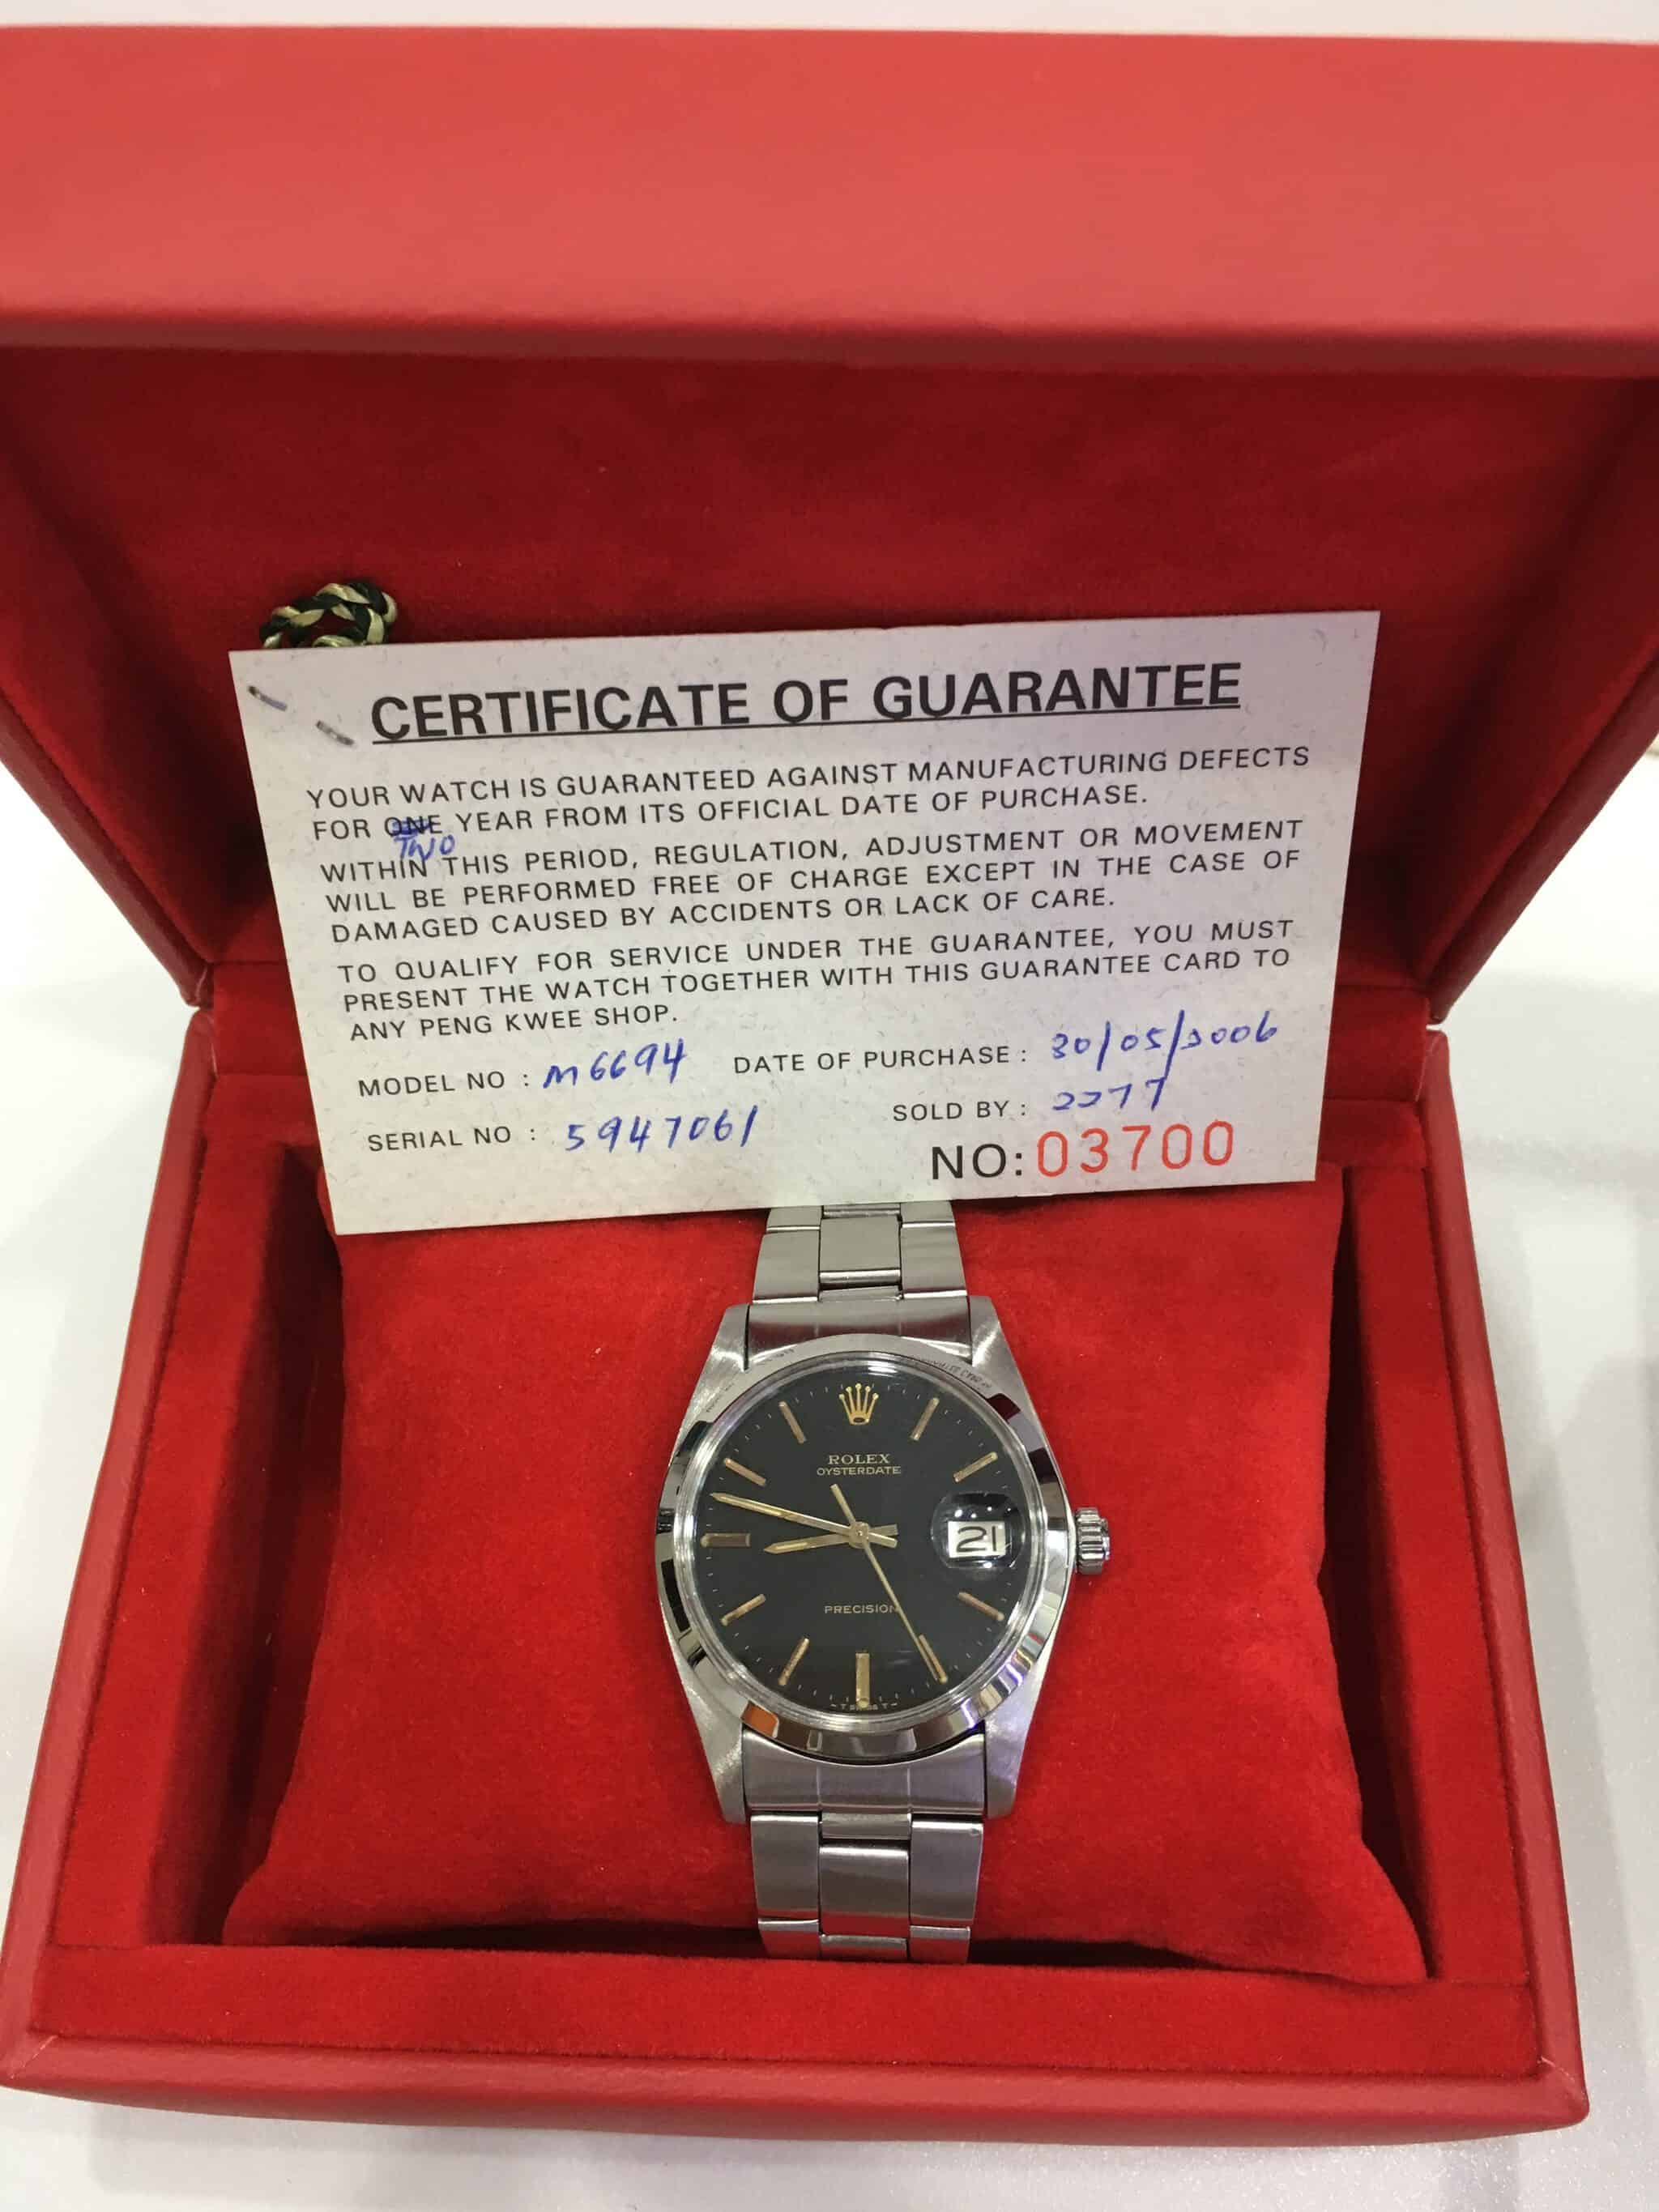 CERTIFICATE OF GUARANTEE
YOUR WATCH IS GUARANTEED AGAINST MANUFACTURING DEFECTS
FOR ONE YEAR FROM ITS OFFICIAL DATE OF PURCHASE.
TWO
WITHIN THIS PERIOD, REGULATION, ADJUSTMENT OR MOVEMENT
WILL BE PERFORMED FREE OF CHARGE EXCEPT IN THE CASE OF
DAMAGED CAUSED BY ACCIDENTS OR LACK OF CARE.
TO QUALIFY FOR SERVICE UNDER THE GUARANTEE, YOU MUST
PRESENT THE WATCH TOGETHER WITH THIS GUARANTEE CARD TO
ANY PENG KWEE SHOP.
MODEL NO : M6694 DATE OF PURCHASE : 30/05/2006
SERIAL NO : 5947061 SOLD BY : 2277
NO: 03700
ROLEX
OYSTERDATE
21
PRECISION